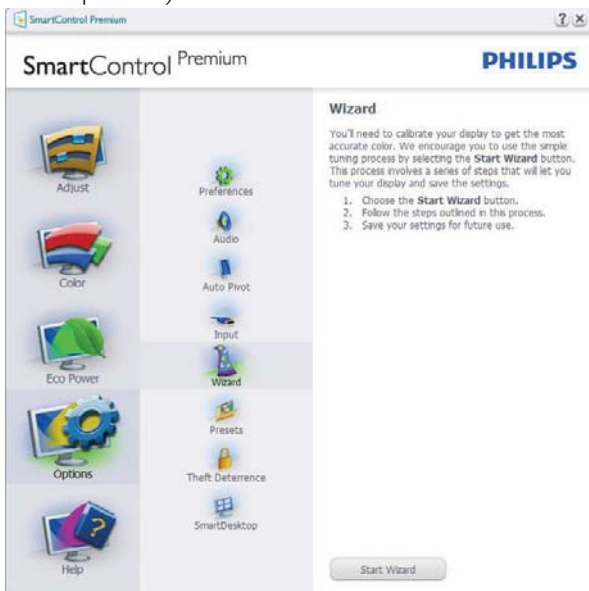 SmartControl Premium
? X
SmartControl Premium
PHILIPS
Adjust
Color
Eco Power
Options
Help
Preferences
Audio
Auto Pivot
Input
Wizard
Presets
Theft Deterrence
SmartDesktop
Wizard
You'll need to calibrate your display to get the most
accurate color. We encourage you to use the simple
tuning process by selecting the Start Wizard button.
This process involves a series of steps that will let you
tune your display and save the settings.
1. Choose the Start Wizard button.
2. Follow the steps outlined in this process.
3. Save your settings for future use.
Start Wizard